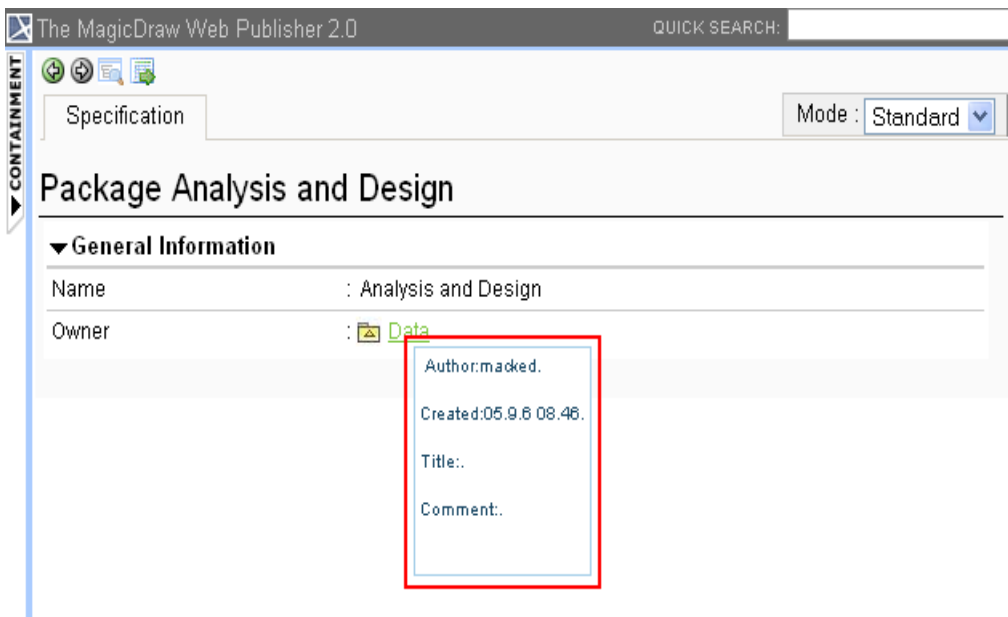 The MagicDraw Web Publisher 2.0
QUICK SEARCH:
CONTAINMENT
Specification
Mode : Standard
Package Analysis and Design
General Information
Name : Analysis and Design
Owner : Data
Author:macked.
Created:05.9.6 08.46.
Title:.
Comment:.